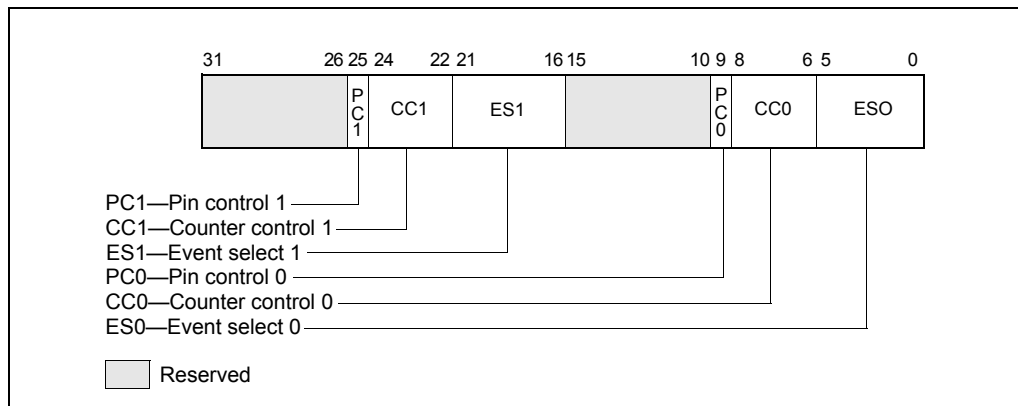 31 26 25 24 22 21 16 15 10 9 8 6 5 0
PC1 CC1 ES1 PC0 CC0 ESO
PC1—Pin control 1
CC1—Counter control 1
ES1—Event select 1
PC0—Pin control 0
CC0—Counter control 0
ES0—Event select 0
Reserved